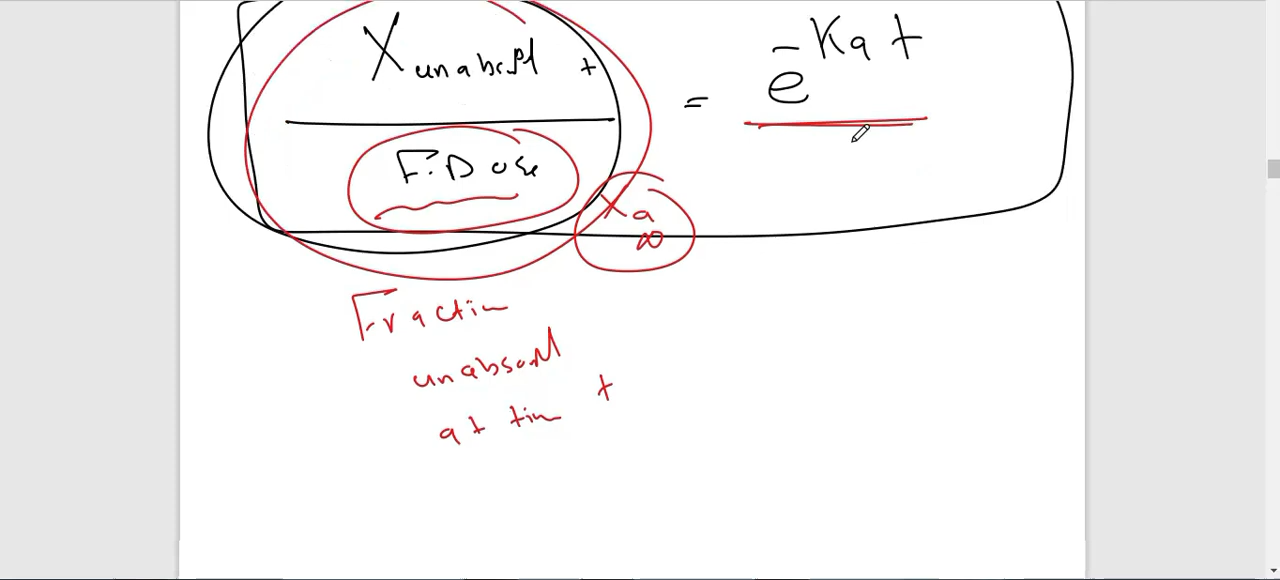 X unabsorbed t = e^-Ka t
F.Dose
Xa ∞
Fraction
unabsorbed
at time t